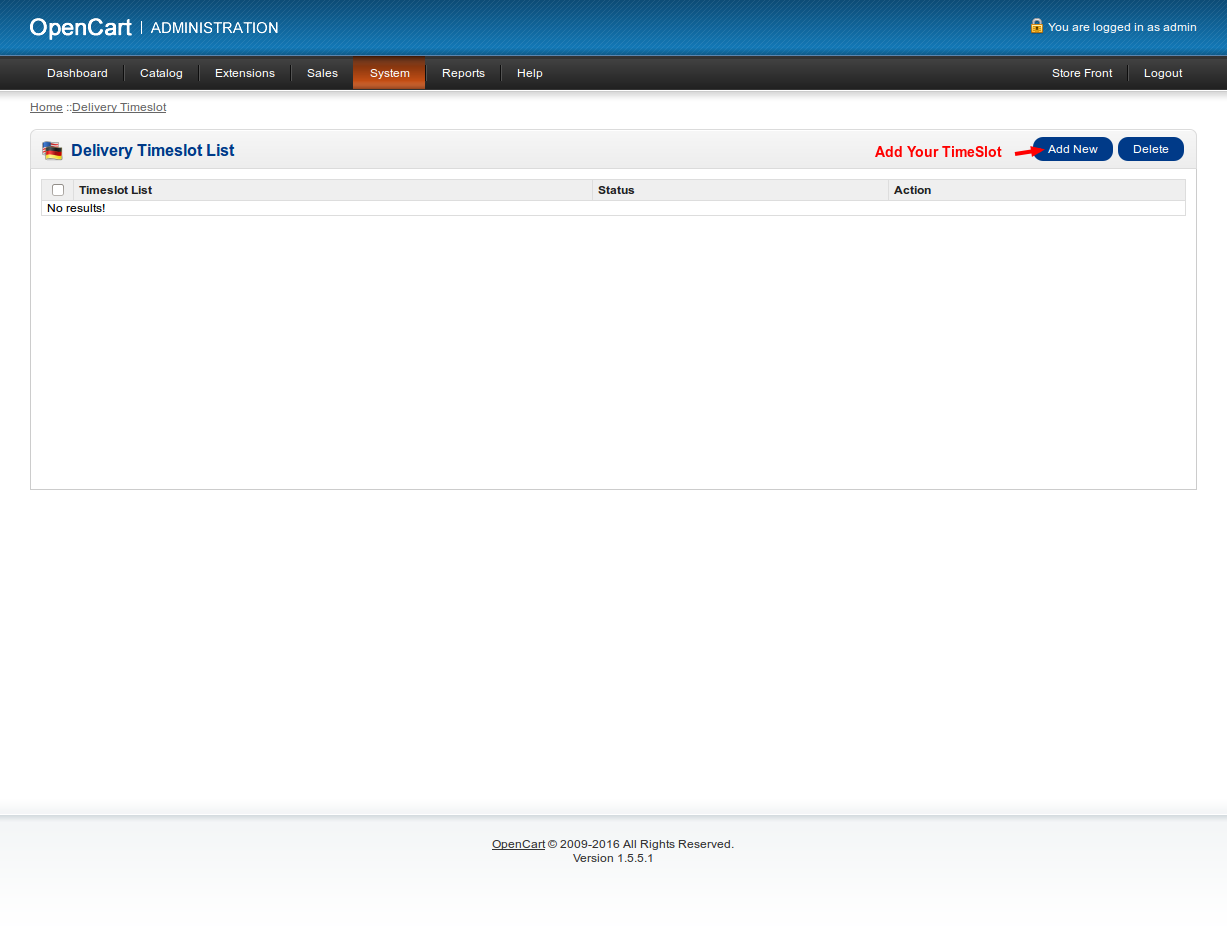 OpenCart | ADMINISTRATION
You are logged in as admin
Dashboard Catalog Extensions Sales System Reports Help Store Front Logout
Home ::Delivery Timeslot
Delivery Timeslot List
Add Your TimeSlot Add New Delete
Timeslot List Status Action
No results!
OpenCart © 2009-2016 All Rights Reserved.
Version 1.5.5.1